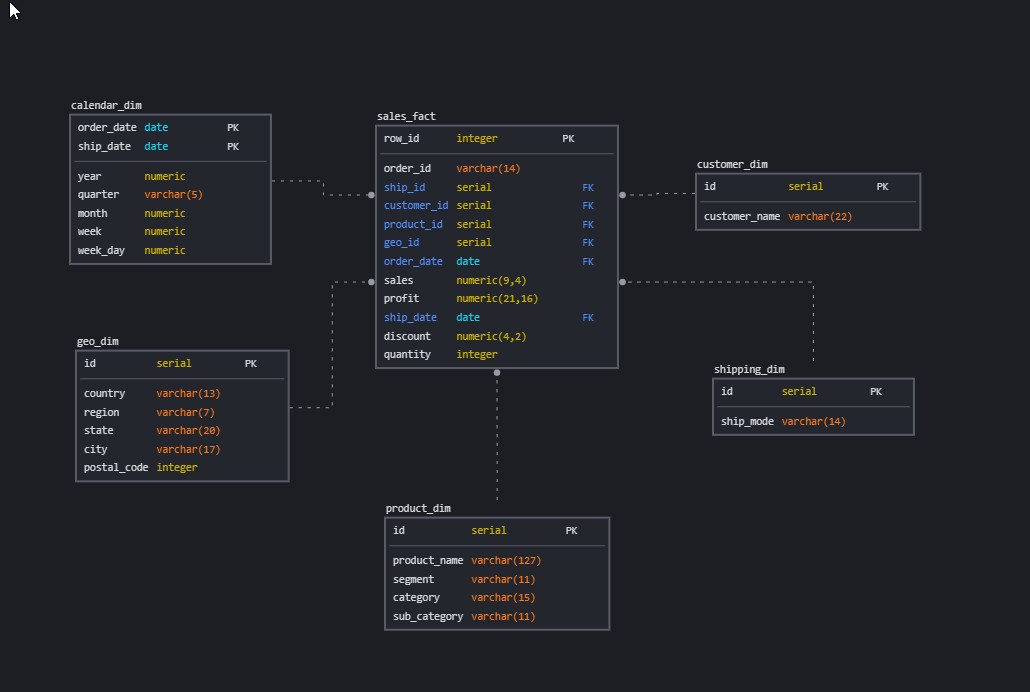 calendar_dim
order_date date PK
ship_date date PK
year numeric
quarter varchar(5)
month numeric
week numeric
week_day numeric
sales_fact
row_id integer PK
order_id varchar(14)
ship_id serial FK
customer_id serial FK
product_id serial FK
geo_id serial FK
order_date date FK
sales numeric(9,4)
profit numeric(21,16)
ship_date date FK
discount numeric(4,2)
quantity integer
customer_dim
id serial PK
customer_name varchar(22)
geo_dim
id serial PK
country varchar(13)
region varchar(7)
state varchar(20)
city varchar(17)
postal_code integer
shipping_dim
id serial PK
ship_mode varchar(14)
product_dim
id serial PK
product_name varchar(127)
segment varchar(11)
category varchar(15)
sub_category varchar(11)